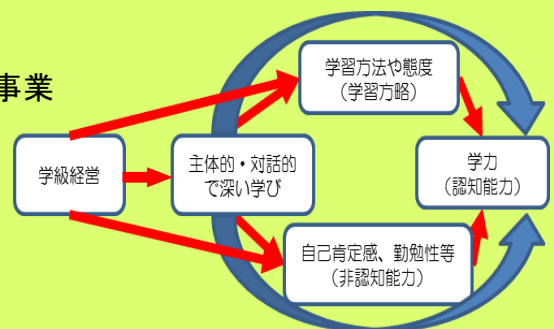 事業
学習方法や態度
（学習方略）
学級経営
主体的・対話的
で深い学び
学力
（認知能力）
自己肯定感、勤勉性等
（非認知能力）